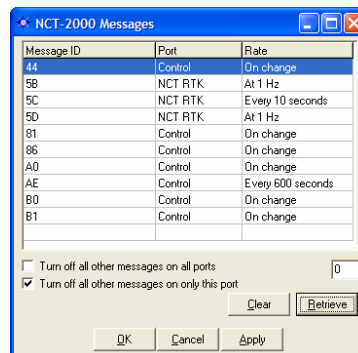 NCT-2000 Messages
Message ID Port Rate
44 Control On change
5B NCT RTK At 1 Hz
5C NCT RTK Every 10 seconds
5D NCT RTK At 1 Hz
81 Control On change
86 Control On change
A0 Control On change
AE Control Every 600 seconds
B0 Control On change
B1 Control On change
Turn off all other messages on all ports
0
Turn off all other messages on only this port
Clear Retrieve
OK Cancel Apply